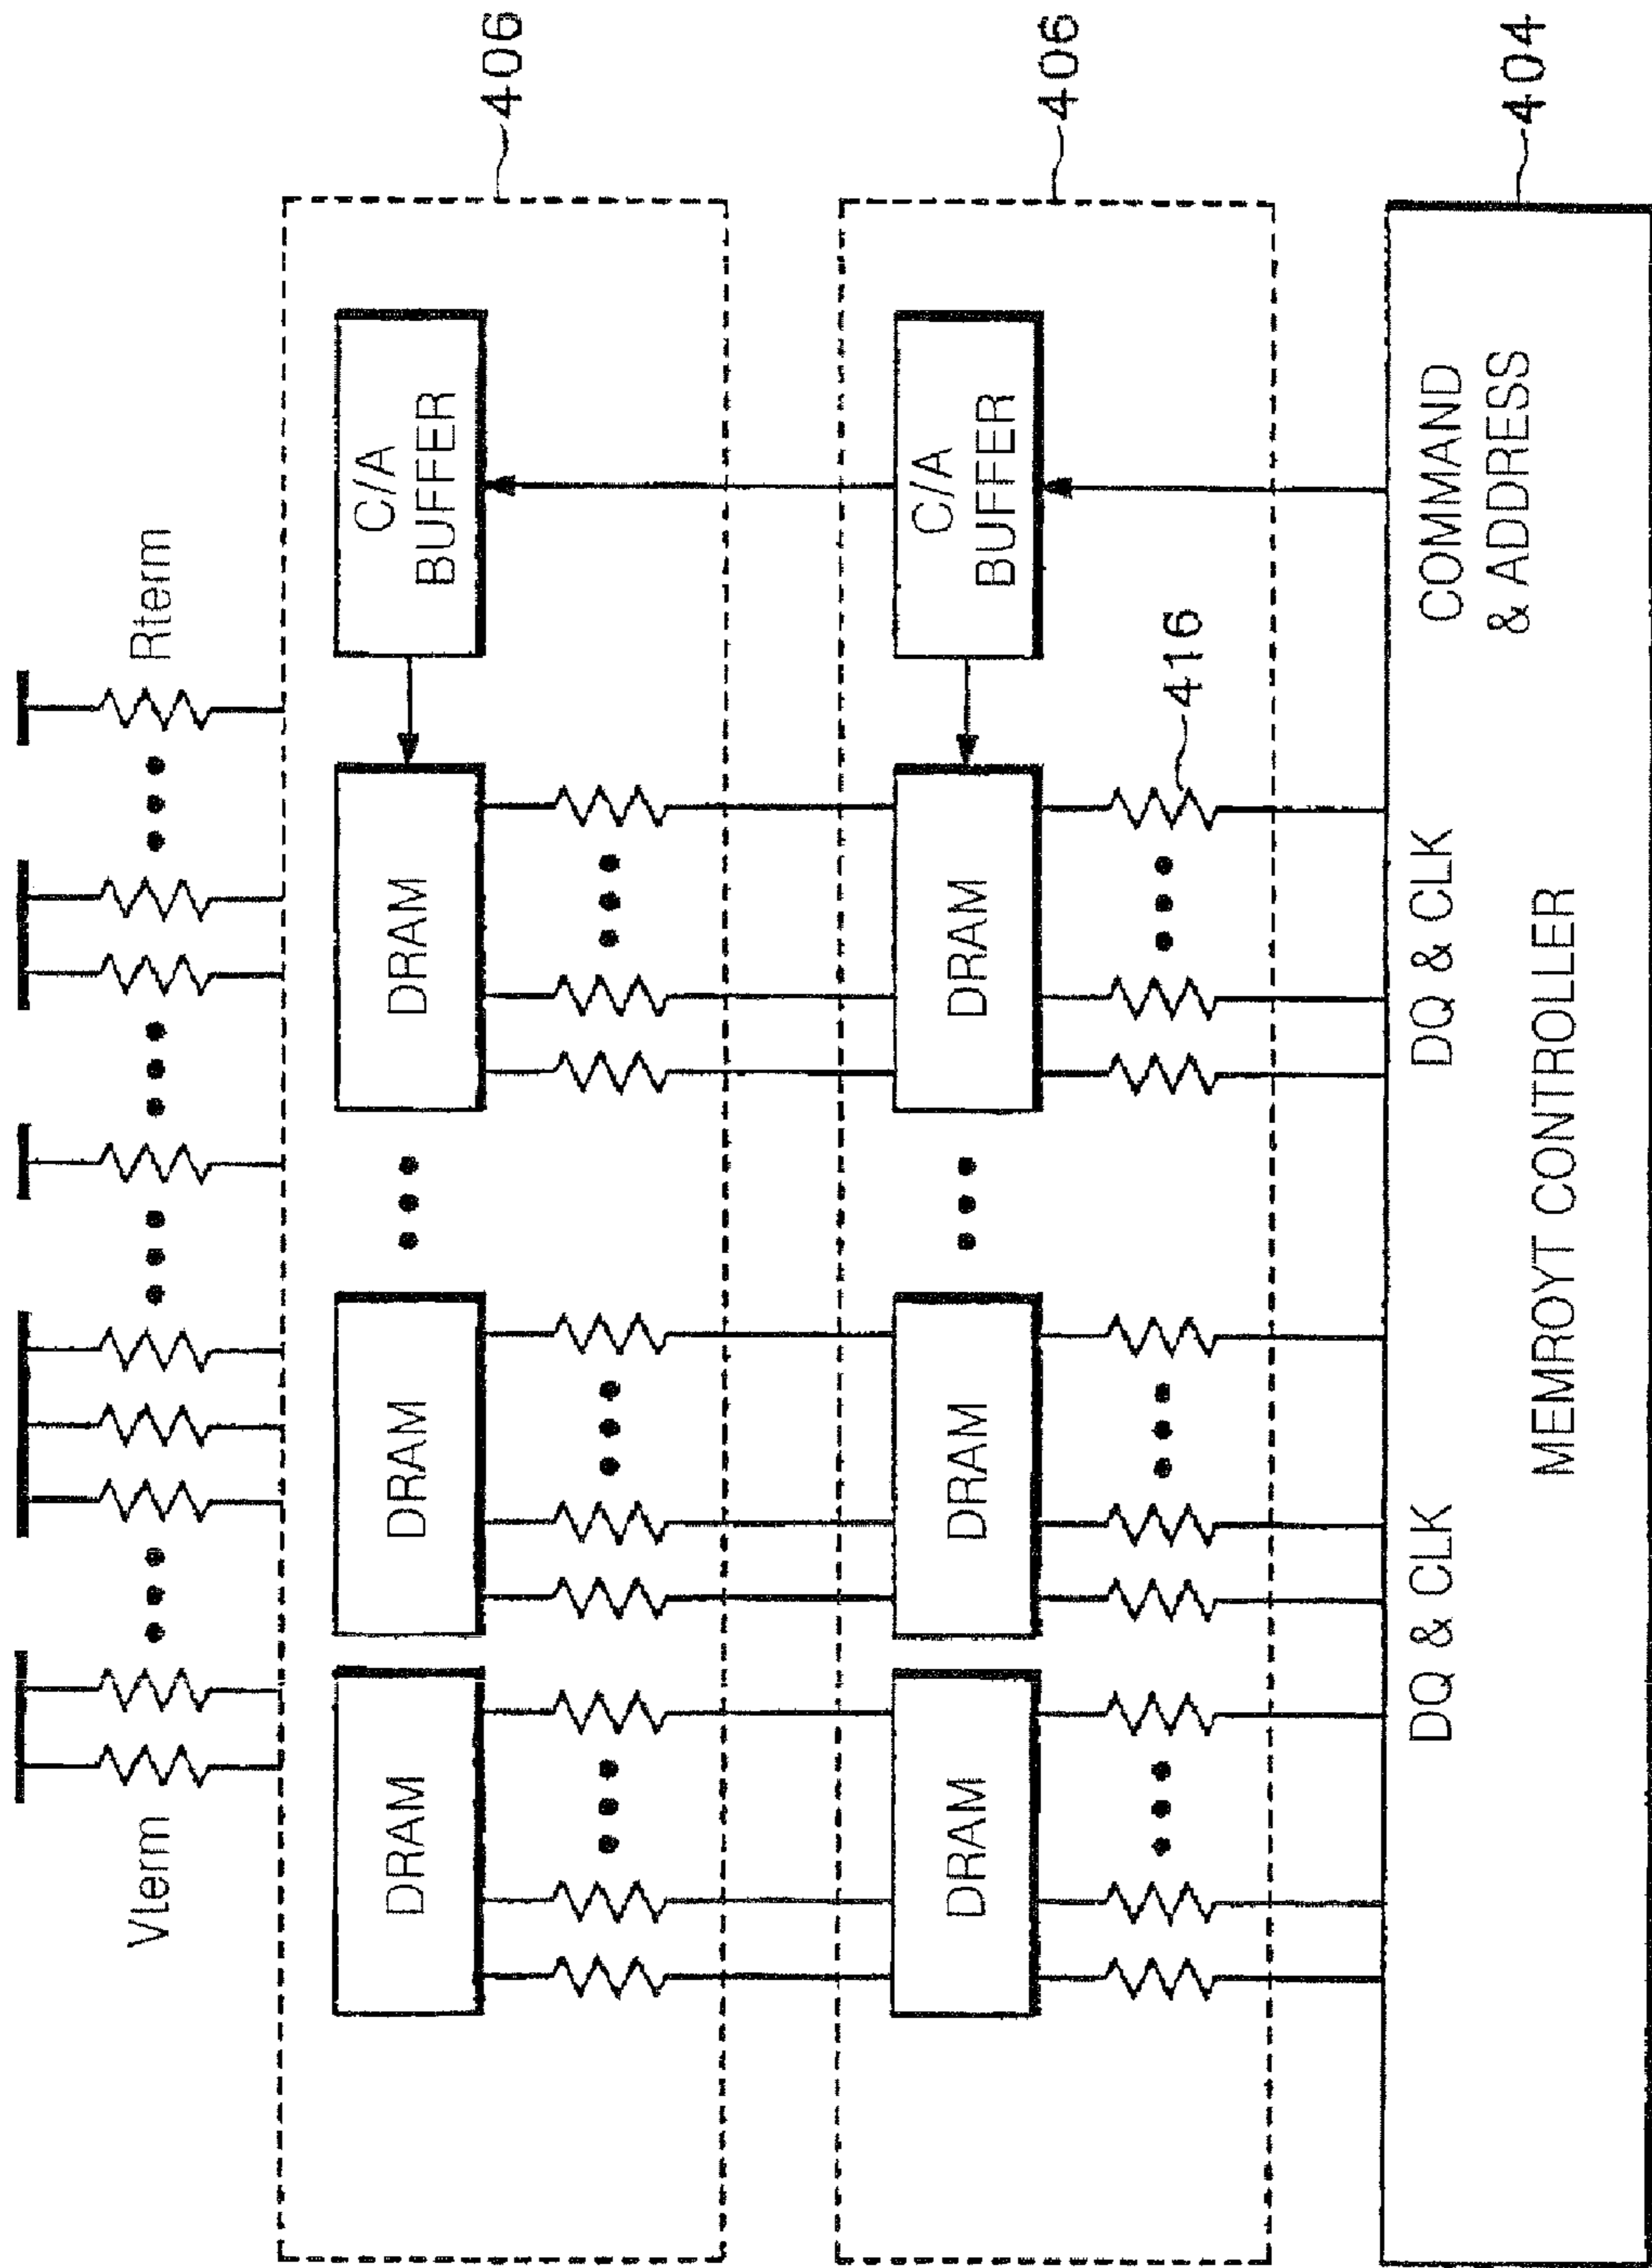 Vterm
Rterm
DRAM
DRAM
DRAM
C/A
BUFFER
406
DRAM
DRAM
DRAM
C/A
BUFFER
406
416
DQ & CLK
DQ & CLK
COMMAND
& ADDRESS
MEMROYT CONTROLLER
404